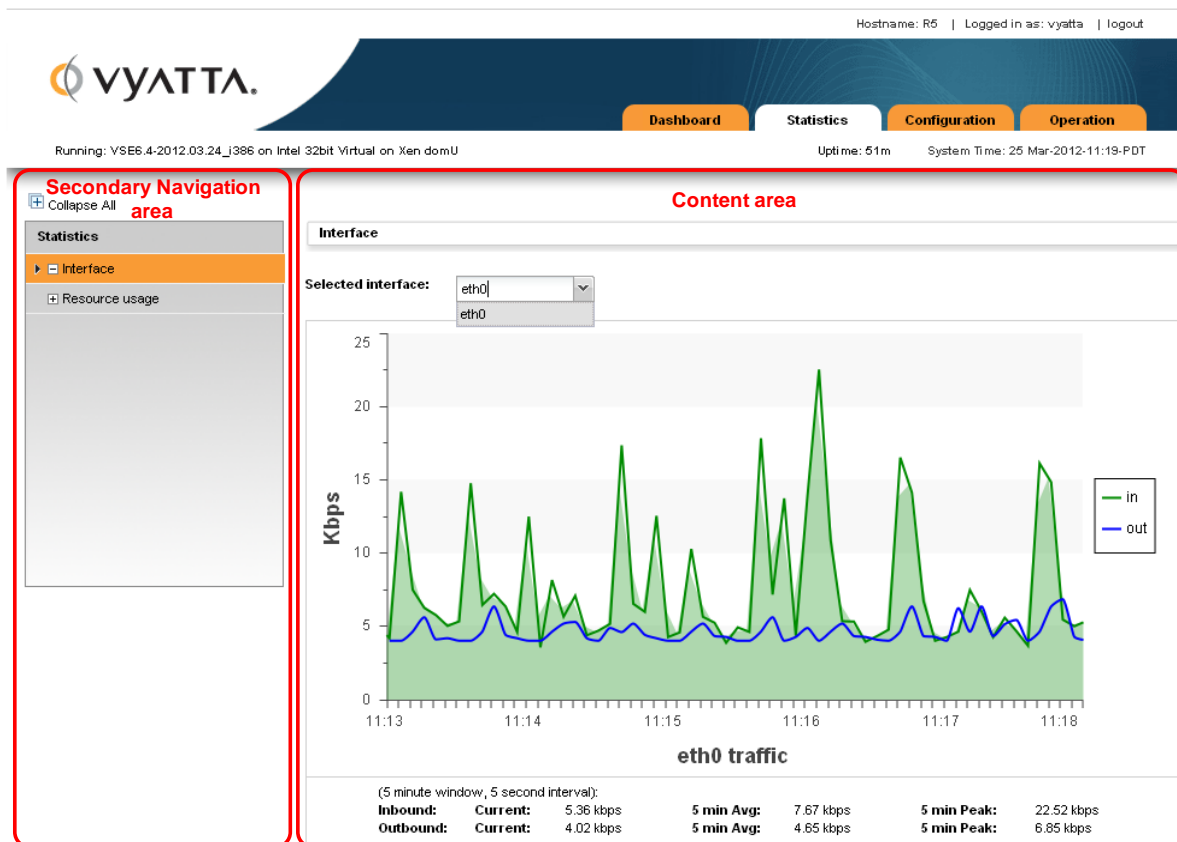 Hostname: R5 | Logged in as: vyatta | logout
VYATTA.
Dashboard Statistics Configuration Operation
Running: VSE6.4-2012.03.24_i386 on Intel 32bit Virtual on Xen domU Uptime: 51m System Time: 25 Mar-2012-11:19-PDT
Secondary Navigation
area
Collapse All
Statistics
Interface
Resource usage
Content area
Interface
Selected interface: eth0
eth0
25
20
15
10
5
0
Kbps
11:13 11:14 11:15 11:16 11:17 11:18
eth0 traffic
in
out
(5 minute window, 5 second interval):
Inbound: Current: 5.36 kbps 5 min Avg: 7.67 kbps 5 min Peak: 22.52 kbps
Outbound: Current: 4.02 kbps 5 min Avg: 4.65 kbps 5 min Peak: 6.85 kbps